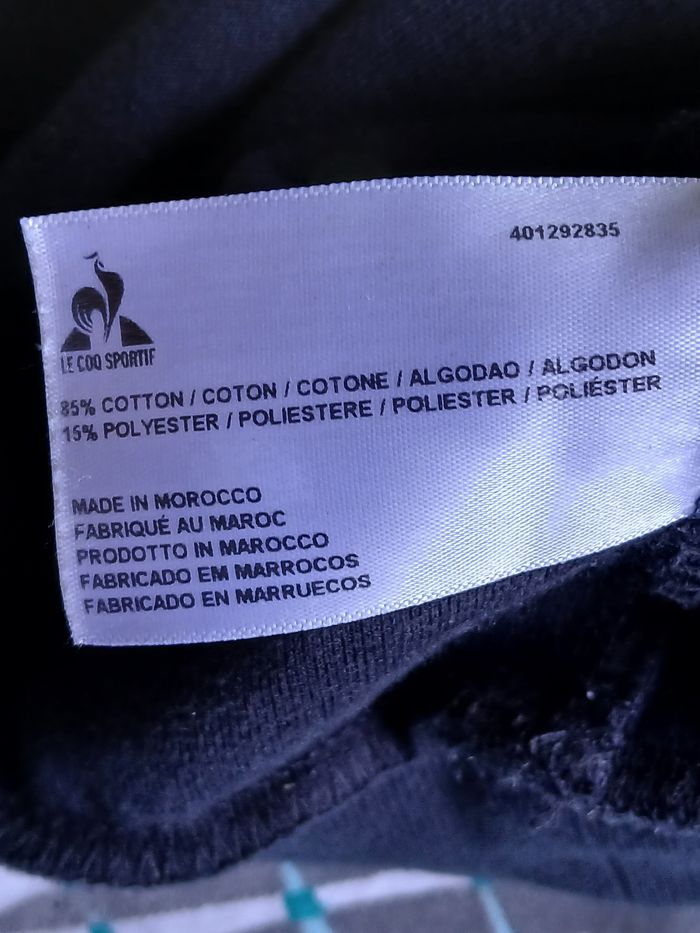 401292835
LE COQ SPORTIF
85% COTTON / COTON / COTONE / ALGODAO / ALGODON
15% POLYESTER / POLIESTERE / POLIESTER / POLIÉSTER
MADE IN MOROCCO
FABRIQUÉ AU MAROC
PRODOTTO IN MAROCCO
FABRICADO EM MARROCOS
FABRICADO EN MARRUECOS